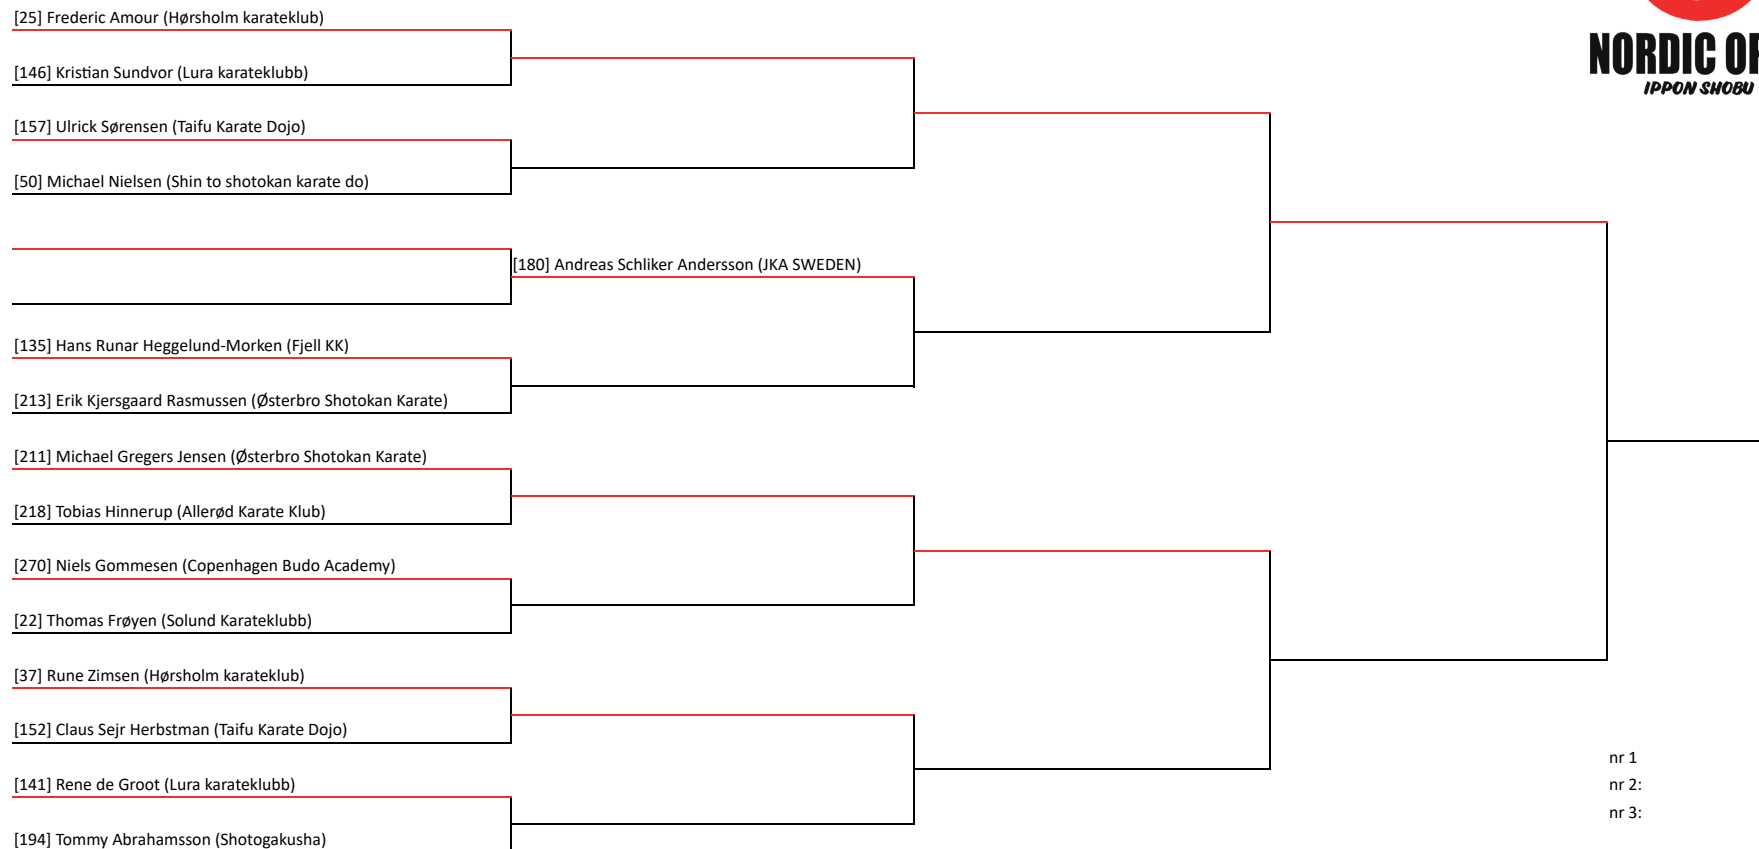 [25] Frederic Amour (Hørsholm karateklub)
[146] Kristian Sundvor (Lura karateklubb)
[157] Ulrick Sørensen (Taifu Karate Dojo)
[50] Michael Nielsen (Shin to shotokan karate do)
[180] Andreas Schliker Andersson (JKA SWEDEN)
[135] Hans Runar Heggelund-Morken (Fjell KK)
[213] Erik Kjersgaard Rasmussen (Østerbro Shotokan Karate)
[211] Michael Gregers Jensen (Østerbro Shotokan Karate)
[218] Tobias Hinnerup (Allerød Karate Klub)
[270] Niels Gommesen (Copenhagen Budo Academy)
[22] Thomas Frøyen (Solund Karateklubb)
[37] Rune Zimsen (Hørsholm karateklub)
[152] Claus Sejr Herbstman (Taifu Karate Dojo)
[141] Rene de Groot (Lura karateklubb)
[194] Tommy Abrahamsson (Shotogakusha)
NORDIC
IPPON SHOBU
nr 1
nr 2:
nr 3: